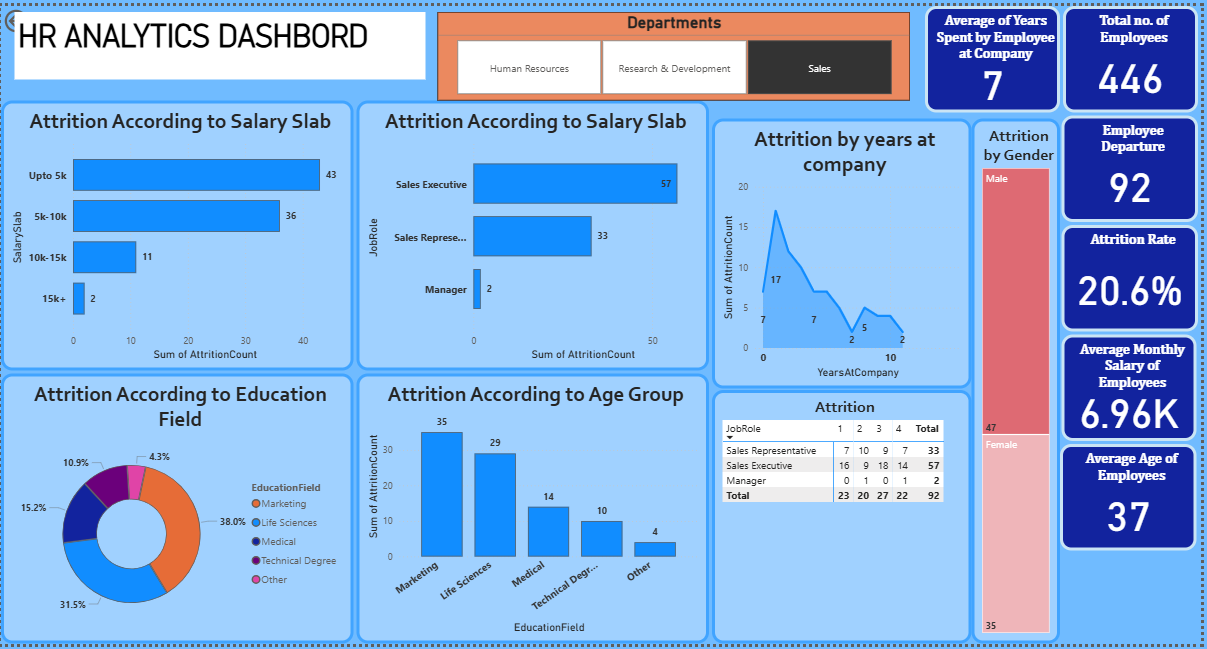 HR ANALYTICS DASHBORD
Departments
Human Resources
Research & Development
Sales
Average of Years
Spent by Employee
at Company
7
Total no. of
Employees
446
Attrition According to Salary Slab
SalarySlab
Upto 5k
43
5k-10k
36
10k-15k
11
15k+
2
0 10 20 30 40
Sum of AttritionCount
Attrition According to Salary Slab
JobRole
Sales Executive
57
Sales Represe...
33
Manager
2
0 50
Sum of AttritionCount
Attrition by years at
company
Sum of AttritionCount
20
15
10
5
0
17
7
7
5
2
2
0 10
YearsAtCompany
Attrition
by Gender
Male
47
Female
35
Employee
Departure
92
Attrition Rate
20.6%
Average Monthly
Salary of
Employees
6.96K
Average Age of
Employees
37
Attrition According to Education
Field
4.3%
10.9%
15.2%
38.0%
31.5%
EducationField
Marketing
Life Sciences
Medical
Technical Degree
Other
Attrition According to Age Group
Sum of AttritionCount
30
20
10
0
35
29
14
10
4
Marketing
Life Sciences
Medical
Technical Degr...
Other
EducationField
Attrition
JobRole 1 2 3 4 Total
Sales Representative 7 10 9 7 33
Sales Executive 16 9 18 14 57
Manager 0 1 0 1 2
Total 23 20 27 22 92